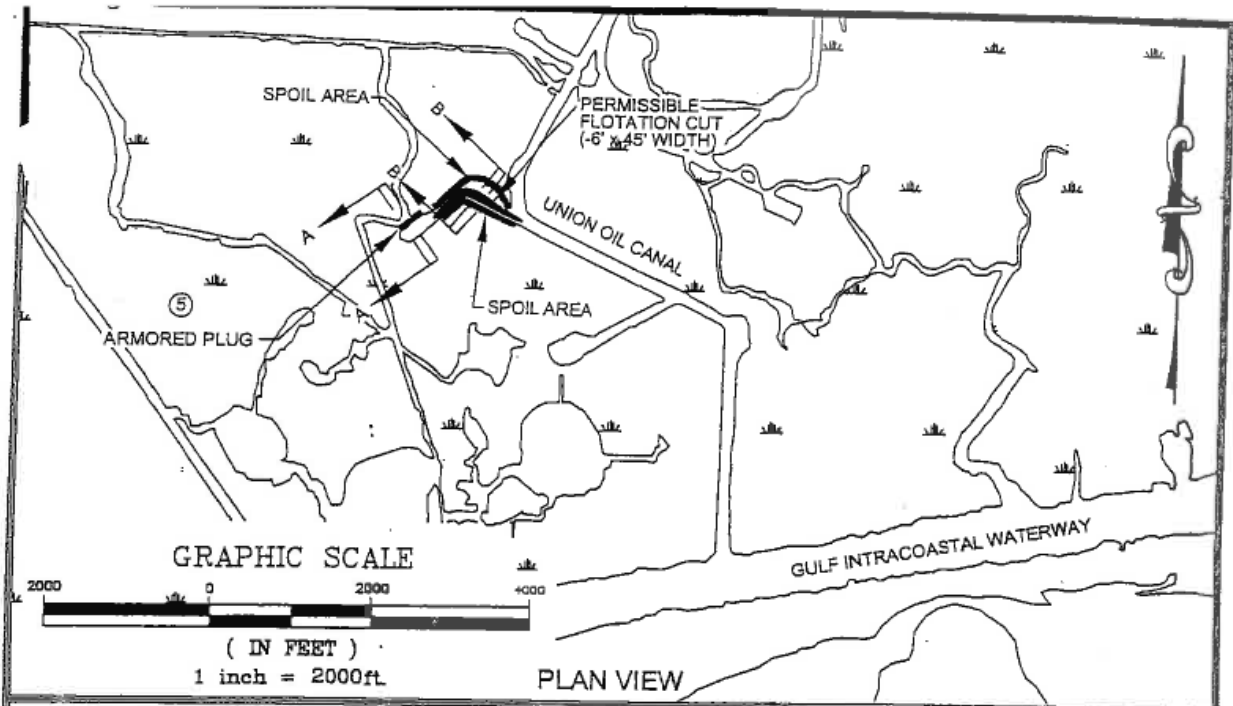 SPOIL AREA
B
PERMISSIBLE
FLOTATION CUT
(-6' x 45' WIDTH)
B
A
UNION OIL CANAL
5
A
SPOIL AREA
ARMORED PLUG
GRAPHIC SCALE
2000
0
2000
4000
( IN FEET )
1 inch = 2000ft.
GULF INTRACOASTAL WATERWAY
PLAN VIEW